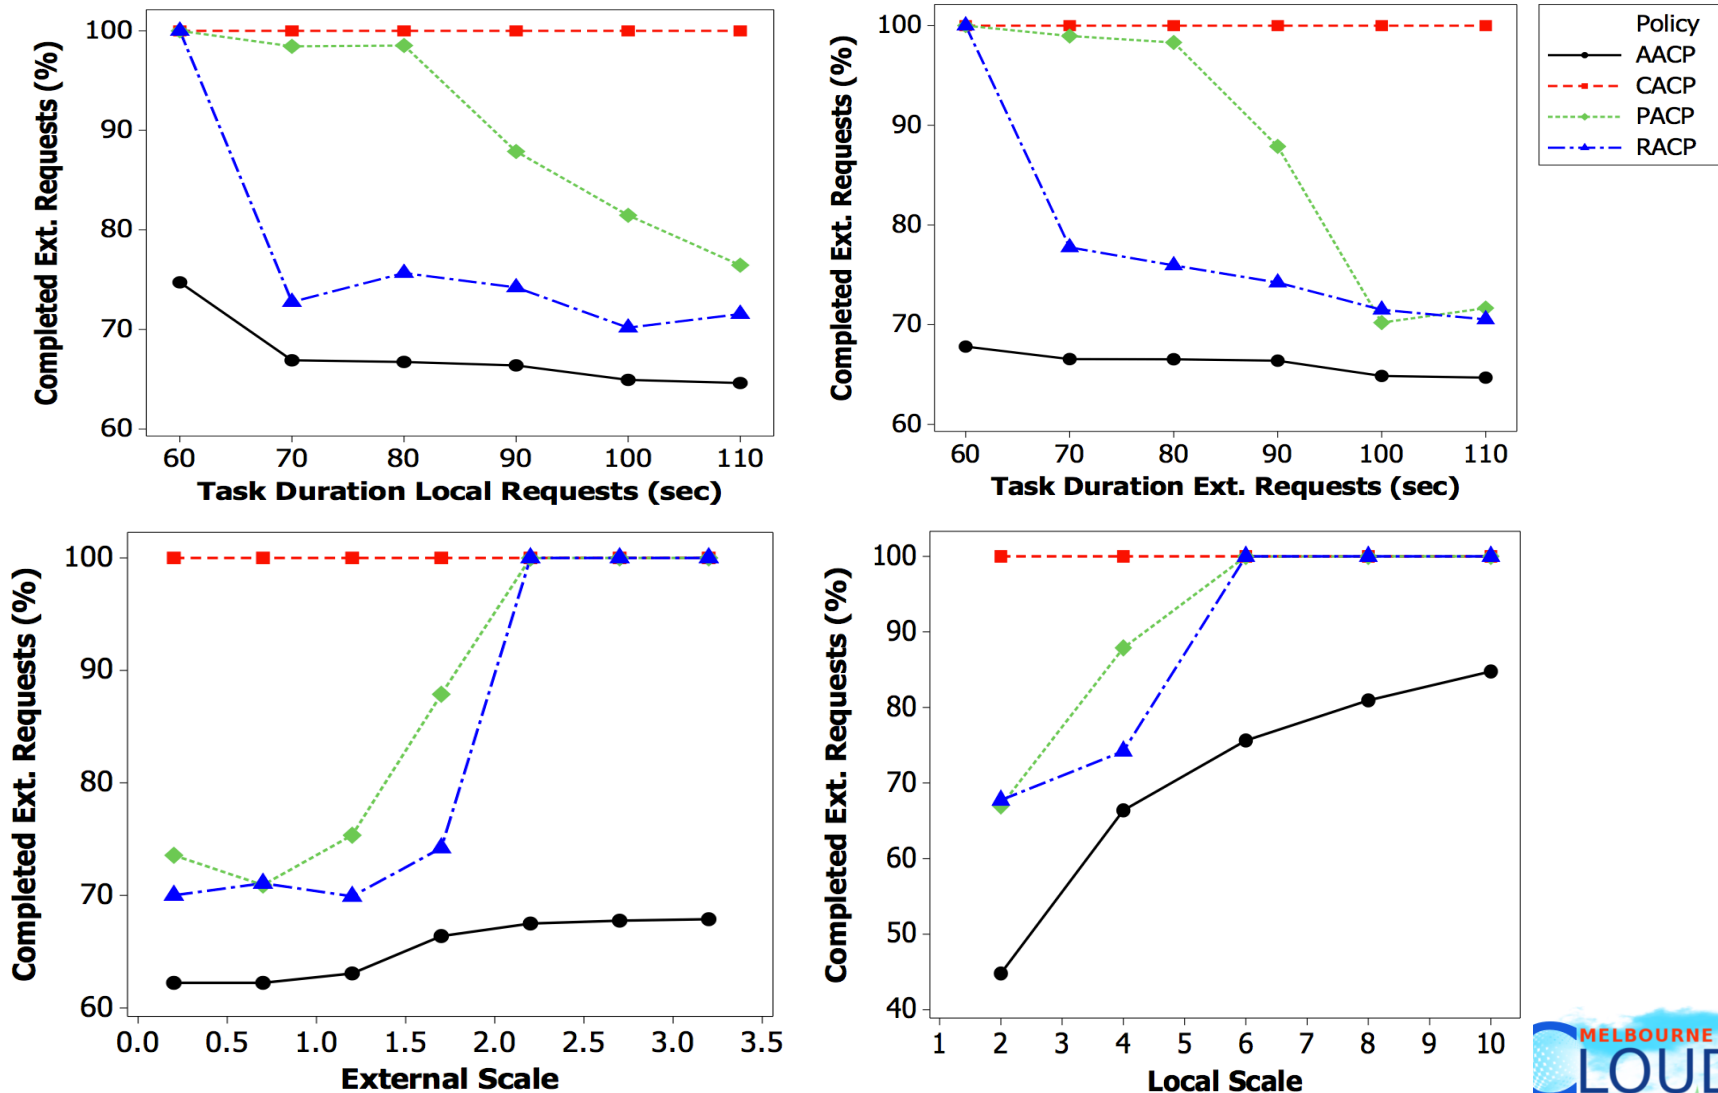 100
90
80
70
60
60 70 80 90 100 110
Completed Ext. Requests (%)
Task Duration Local Requests (sec)
100
90
80
70
60
60 70 80 90 100 110
Completed Ext. Requests (%)
Task Duration Ext. Requests (sec)
Policy
AACP
CACP
PACP
RACP
100
90
80
70
60
0.0 0.5 1.0 1.5 2.0 2.5 3.0 3.5
Completed Ext. Requests (%)
External Scale
100
90
80
70
60
50
40
1 2 3 4 5 6 7 8 9 10
Completed Ext. Requests (%)
Local Scale
MELBOURNE
CLOUD